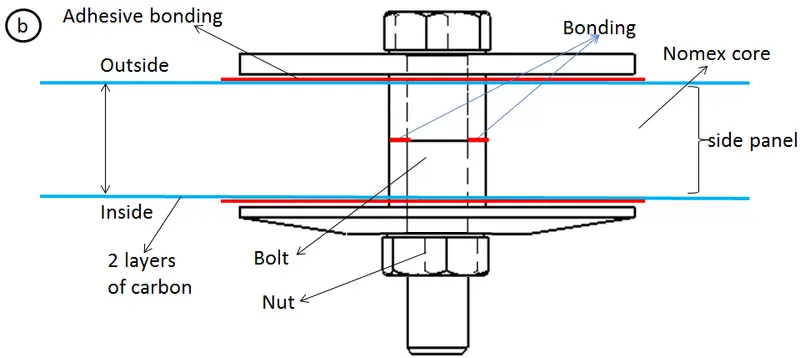 b
Adhesive bonding
Bonding
Nomex core
Outside
side panel
Inside
2 layers
of carbon
Bolt
Nut